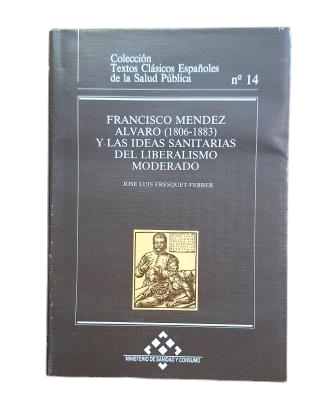 Colección
Textos Clásicos Españoles
de la Salud Pública
nº 14
FRANCISCO MENDEZ
ALVARO (1806-1883)
Y LAS IDEAS SANITARIAS
DEL LIBERALISMO
MODERADO
JOSE LUIS FRESQUET FEBRER
MINISTERIO DE SANIDAD Y CONSUMO